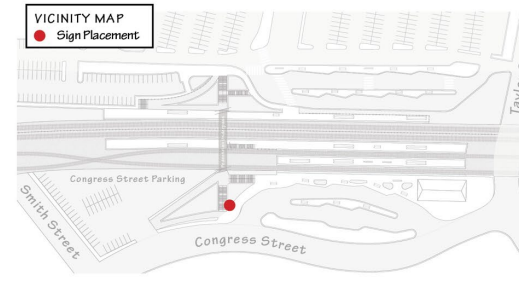 VICINITY MAP
Sign Placement
Congress Street Parking
Smith Street
Congress Street